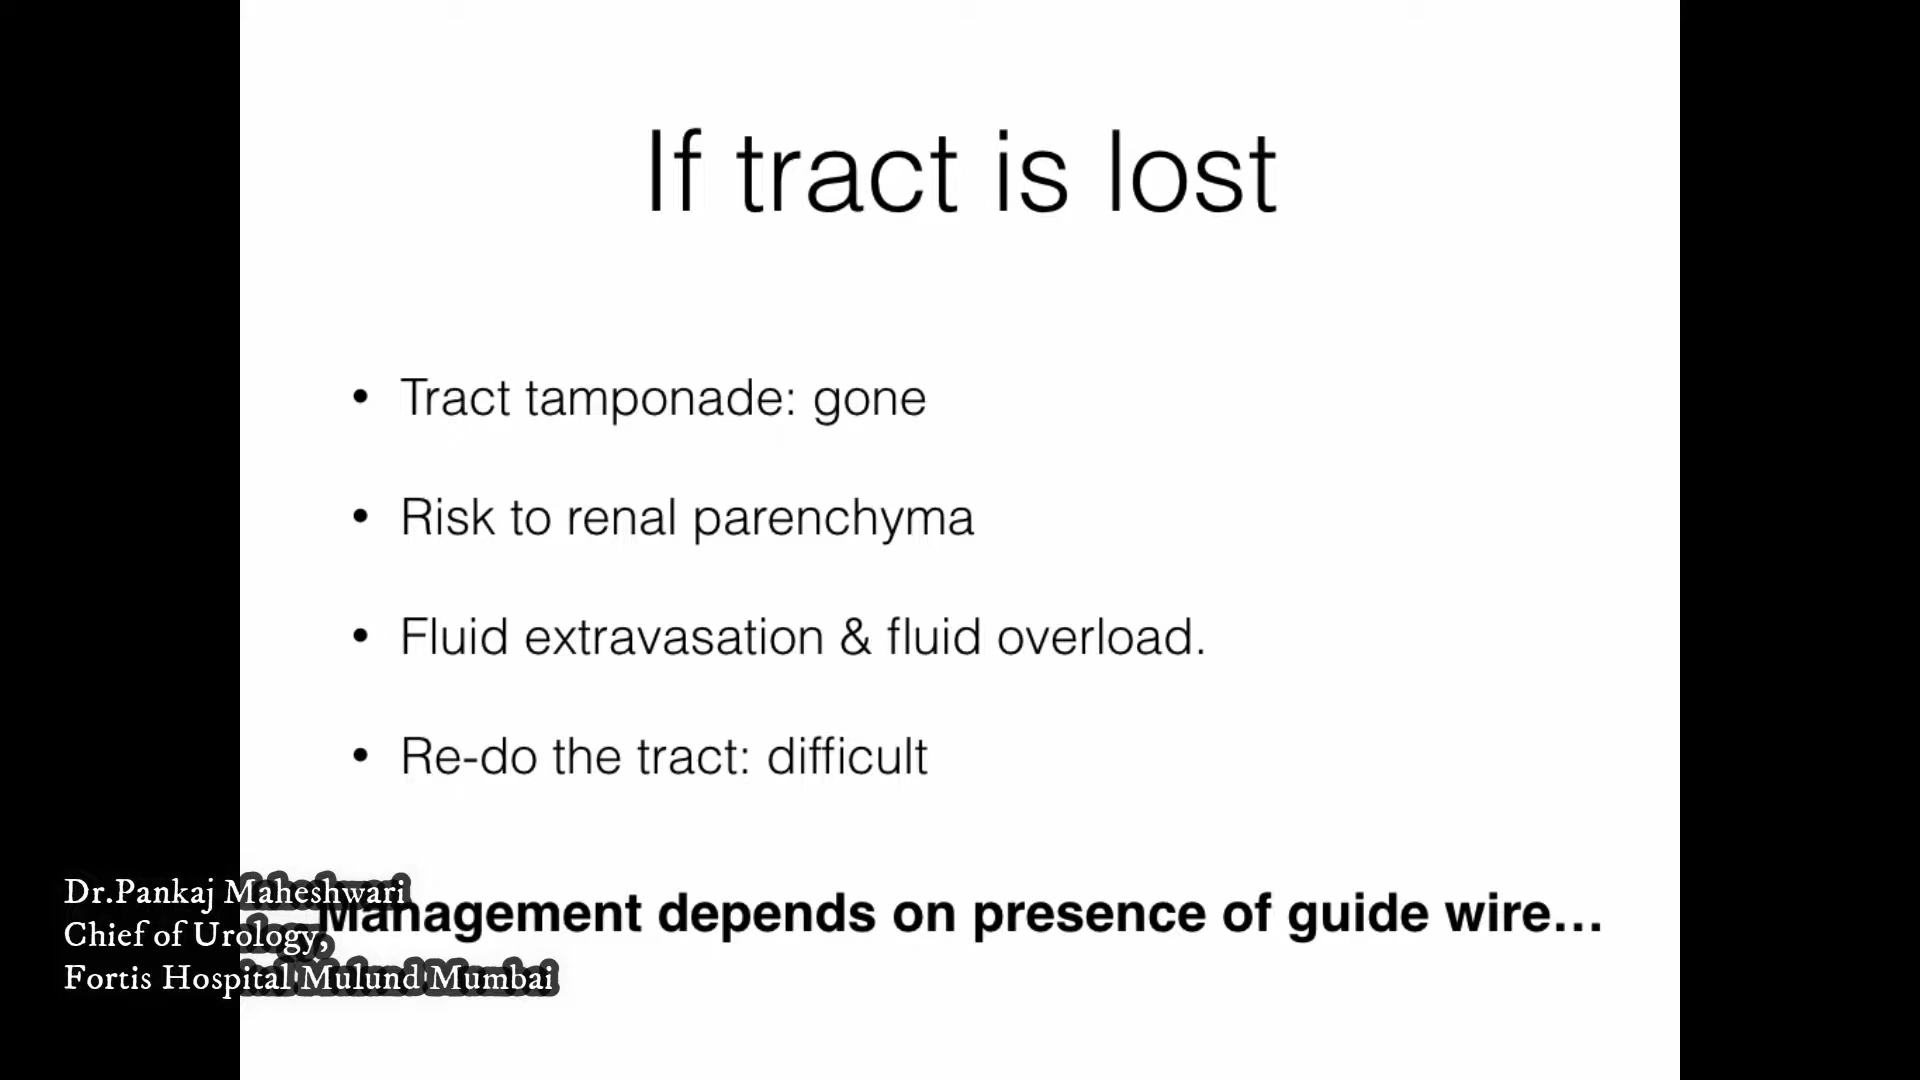 If tract is lost
• Tract tamponade: gone
• Risk to renal parenchyma
• Fluid extravasation & fluid overload.
• Re-do the tract: difficult
Management depends on presence of guide wire...
Dr.Pankaj Maheshwari
Chief of Urology,
Fortis Hospital Mulund Mumbai